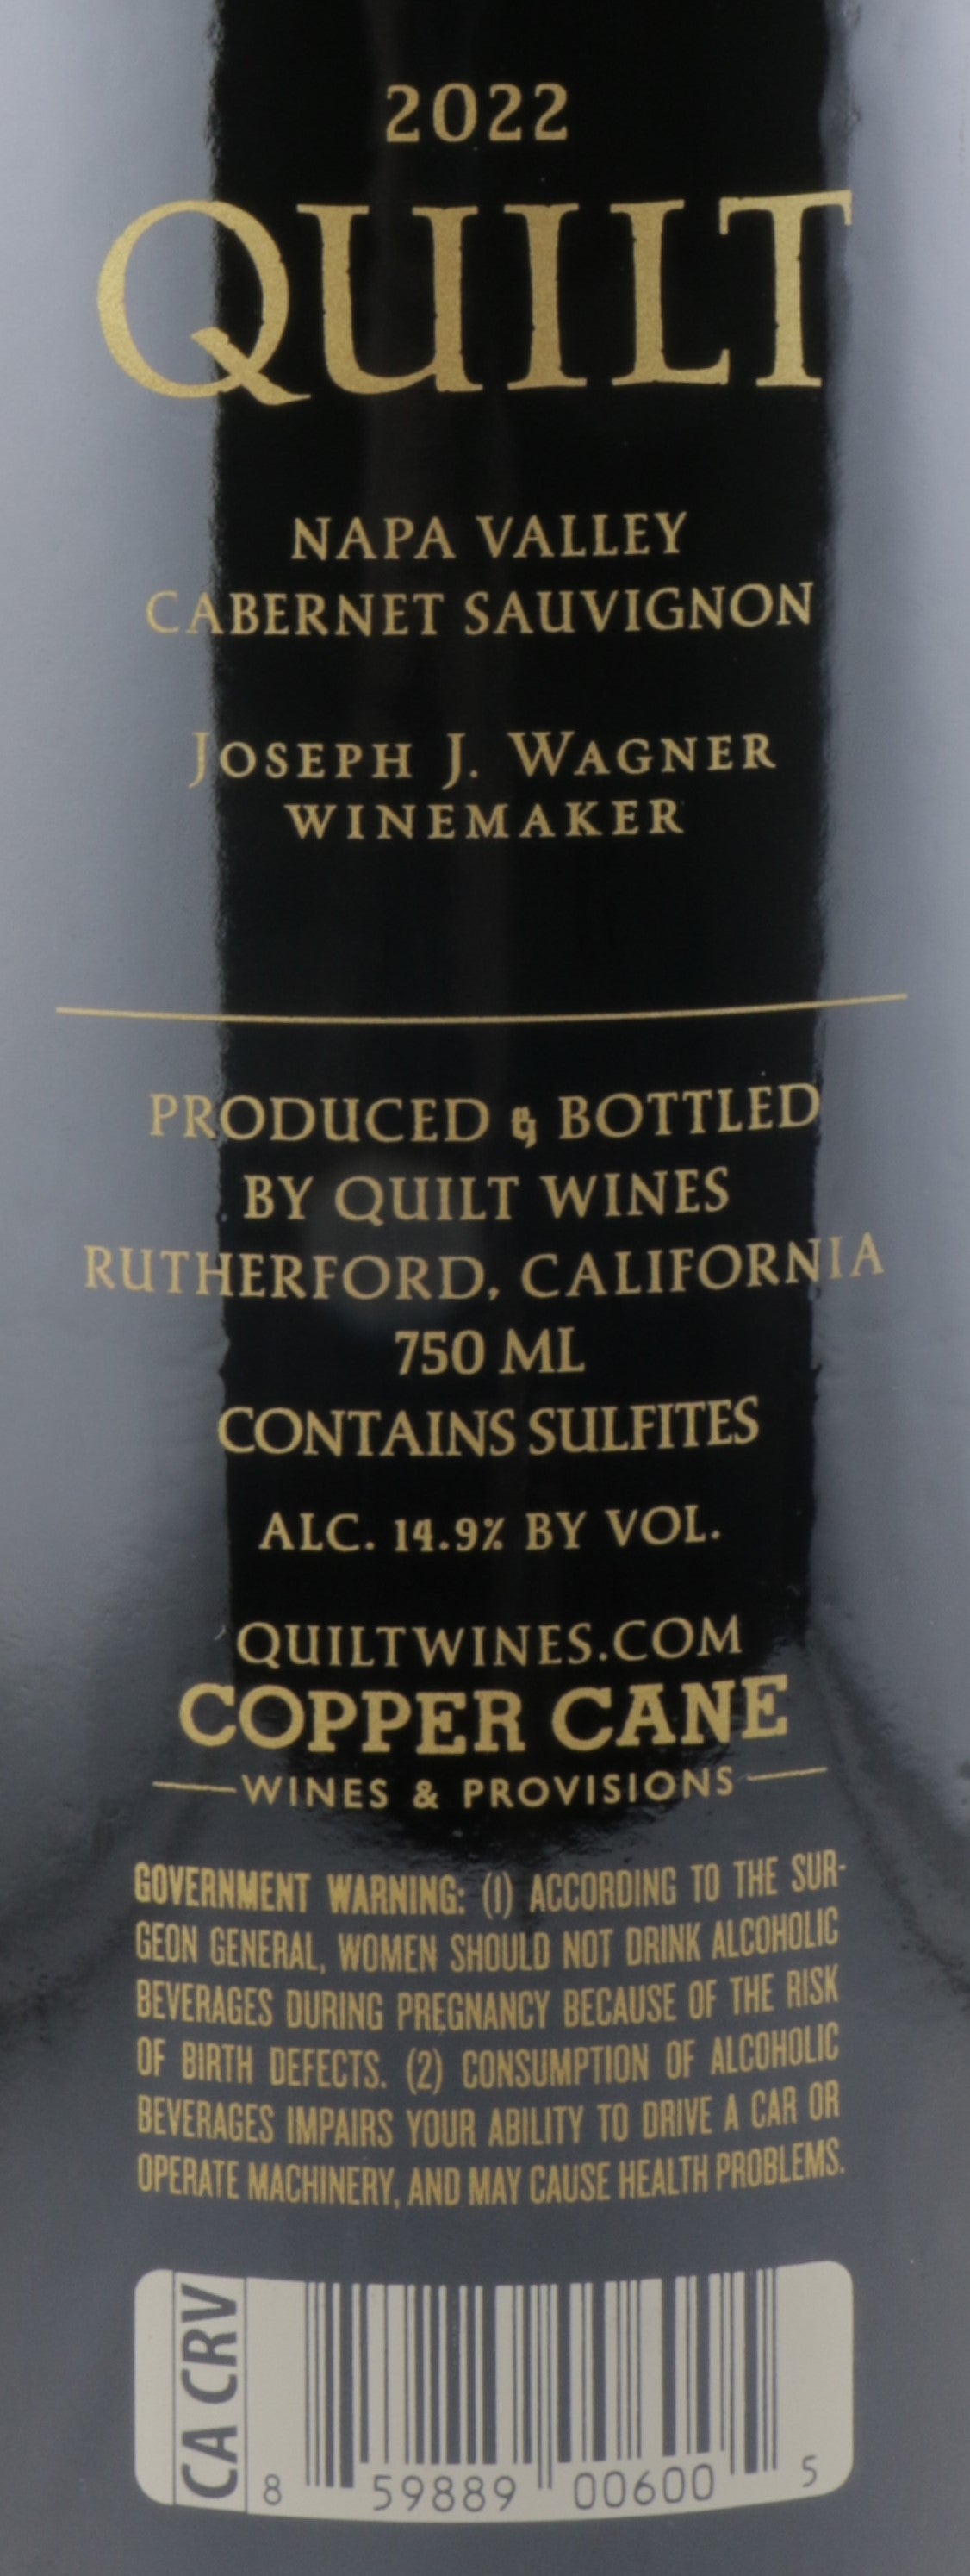 2022
QUILT
NAPA VALLEY
CABERNET SAUVIGNON
JOSEPH J. WAGNER
WINEMAKER
PRODUCED & BOTTLED
BY QUILT WINES
RUTHERFORD, CALIFORNIA
750 ML
CONTAINS SULFITES
ALC. 14.9% BY VOL.
QUILTWINES.COM
COPPER CANE
WINES & PROVISIONS
GOVERNMENT WARNING: (1) ACCORDING TO THE SUR-
GEON GENERAL, WOMEN SHOULD NOT DRINK ALCOHOLIC
BEVERAGES DURING PREGNANCY BECAUSE OF THE RISK
OF BIRTH DEFECTS. (2) CONSUMPTION OF ALCOHOLIC
BEVERAGES IMPAIRS YOUR ABILITY TO DRIVE A CAR OR
OPERATE MACHINERY, AND MAY CAUSE HEALTH PROBLEMS.
CA CRV
8 59889 00600 5